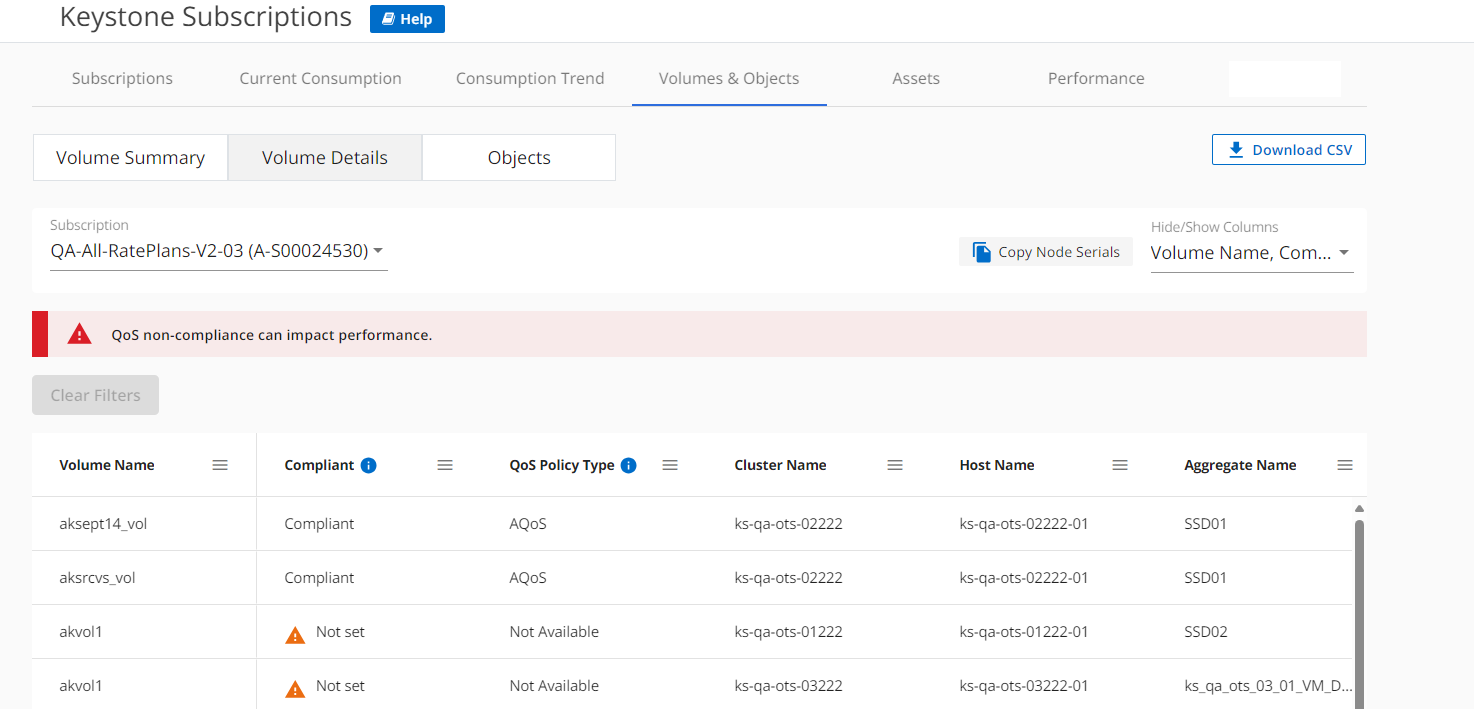 Keystone Subscriptions Help
Subscriptions Current Consumption Consumption Trend Volumes & Objects Assets Performance
Volume Summary Volume Details Objects Download CSV
Subscription
QA-All-RatePlans-V2-03 (A-S00024530)
Copy Node Serials
Hide/Show Columns
Volume Name, Com...
QoS non-compliance can impact performance.
Clear Filters
Volume Name Compliant QoS Policy Type Cluster Name Host Name Aggregate Name
aksept14_vol Compliant AQoS ks-qa-ots-02222 ks-qa-ots-02222-01 SSD01
aksrcvs_vol Compliant AQoS ks-qa-ots-02222 ks-qa-ots-02222-01 SSD01
akvol1 Not set Not Available ks-qa-ots-01222 ks-qa-ots-01222-01 SSD02
akvol1 Not set Not Available ks-qa-ots-03222 ks-qa-ots-03222-01 ks_qa_ots_03_01_VM_D...